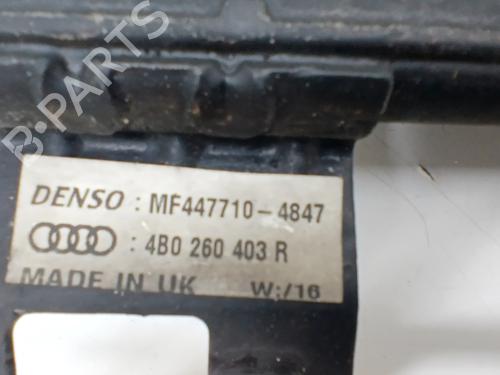 B-PARTS
DENSO : MF447710-4847
: 4B0 260 403 R
MADE IN UK W;/16